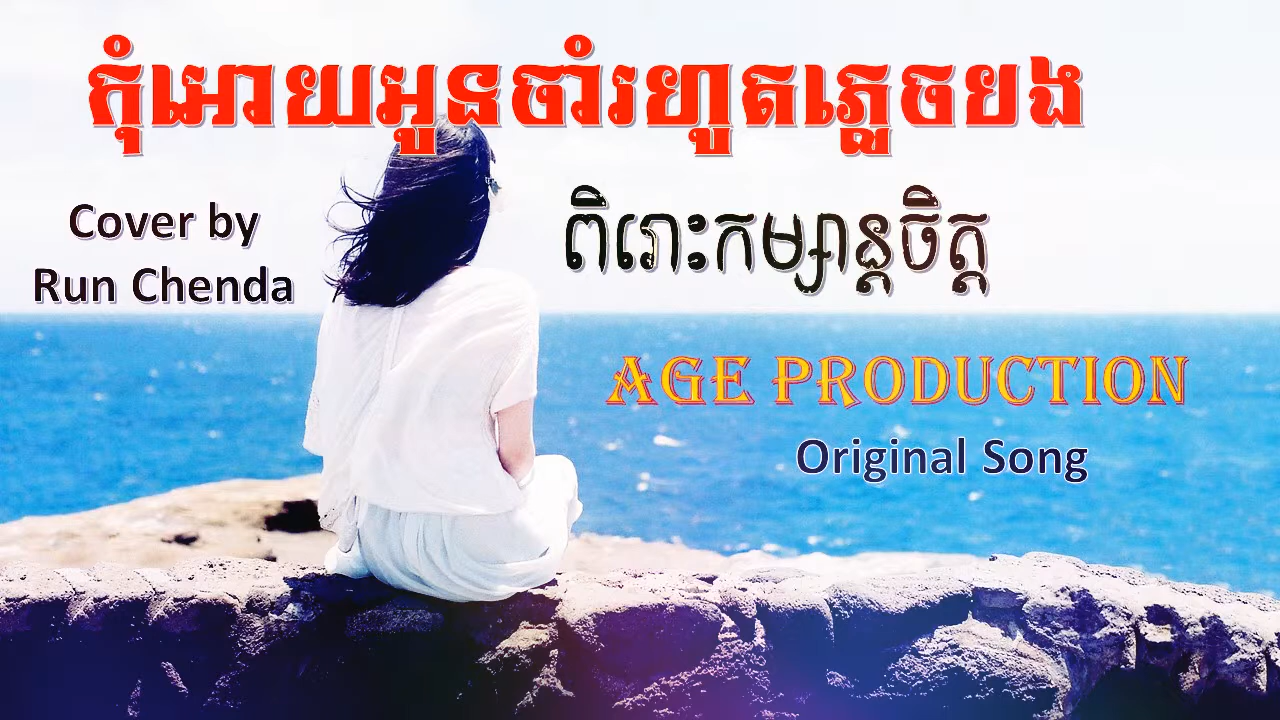 កុំអោយអូនចាំរហូតភ្លេចបង
Cover by
Run Chenda
ពីរោះកម្សាន្តចិត្ត
AGE PRODUCTION
Original Song